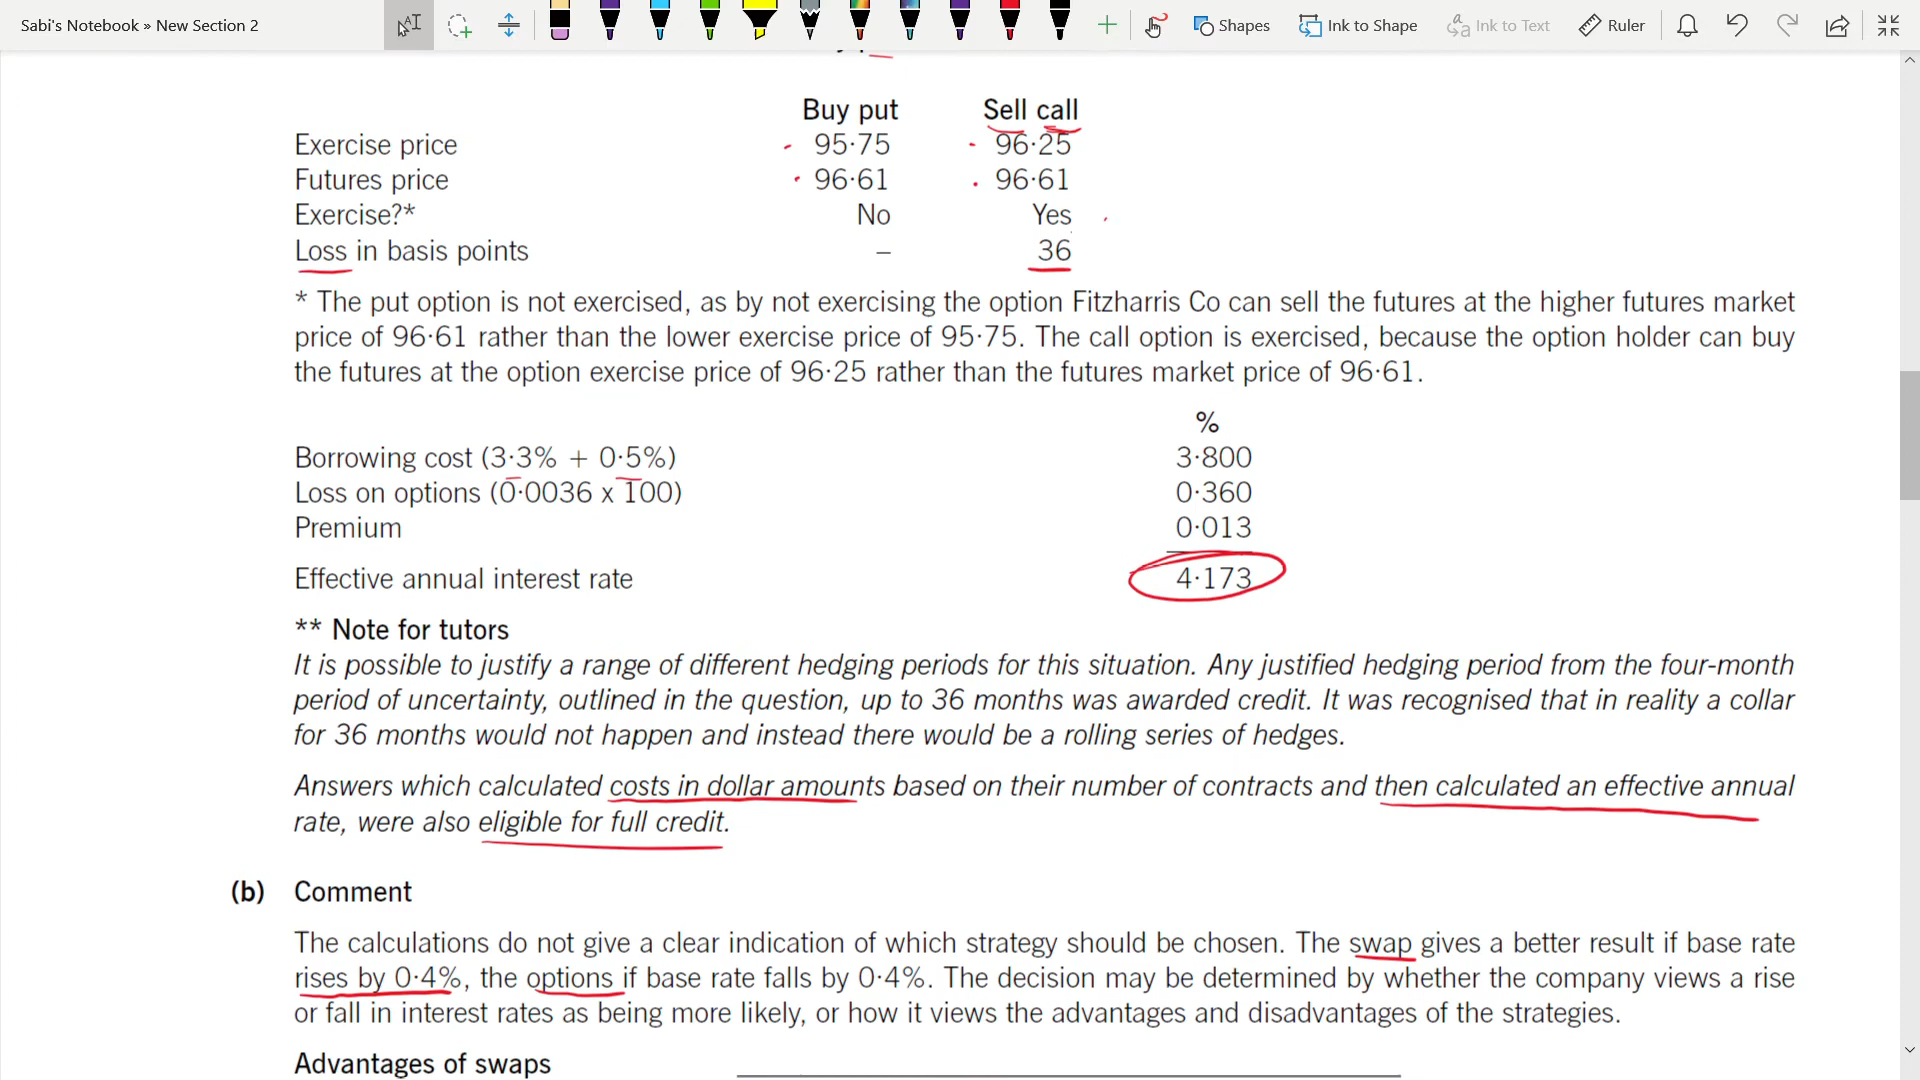 Sabi's Notebook » New Section 2
Shapes
Ink to Shape
Ink to Text
Ruler
Buy put Sell call
Exercise price 95·75 96·25
Futures price 96·61 96·61
Exercise?* No Yes
Loss in basis points – 36
* The put option is not exercised, as by not exercising the option Fitzharris Co can sell the futures at the higher futures market
price of 96·61 rather than the lower exercise price of 95·75. The call option is exercised, because the option holder can buy
the futures at the option exercise price of 96·25 rather than the futures market price of 96·61.
%
Borrowing cost (3·3% + 0·5%) 3·800
Loss on options (0·0036 x 100) 0·360
Premium 0·013
Effective annual interest rate 4·173
** Note for tutors
It is possible to justify a range of different hedging periods for this situation. Any justified hedging period from the four-month
period of uncertainty, outlined in the question, up to 36 months was awarded credit. It was recognised that in reality a collar
for 36 months would not happen and instead there would be a rolling series of hedges.
Answers which calculated costs in dollar amounts based on their number of contracts and then calculated an effective annual
rate, were also eligible for full credit.
(b) Comment
The calculations do not give a clear indication of which strategy should be chosen. The swap gives a better result if base rate
rises by 0·4%, the options if base rate falls by 0·4%. The decision may be determined by whether the company views a rise
or fall in interest rates as being more likely, or how it views the advantages and disadvantages of the strategies.
Advantages of swaps